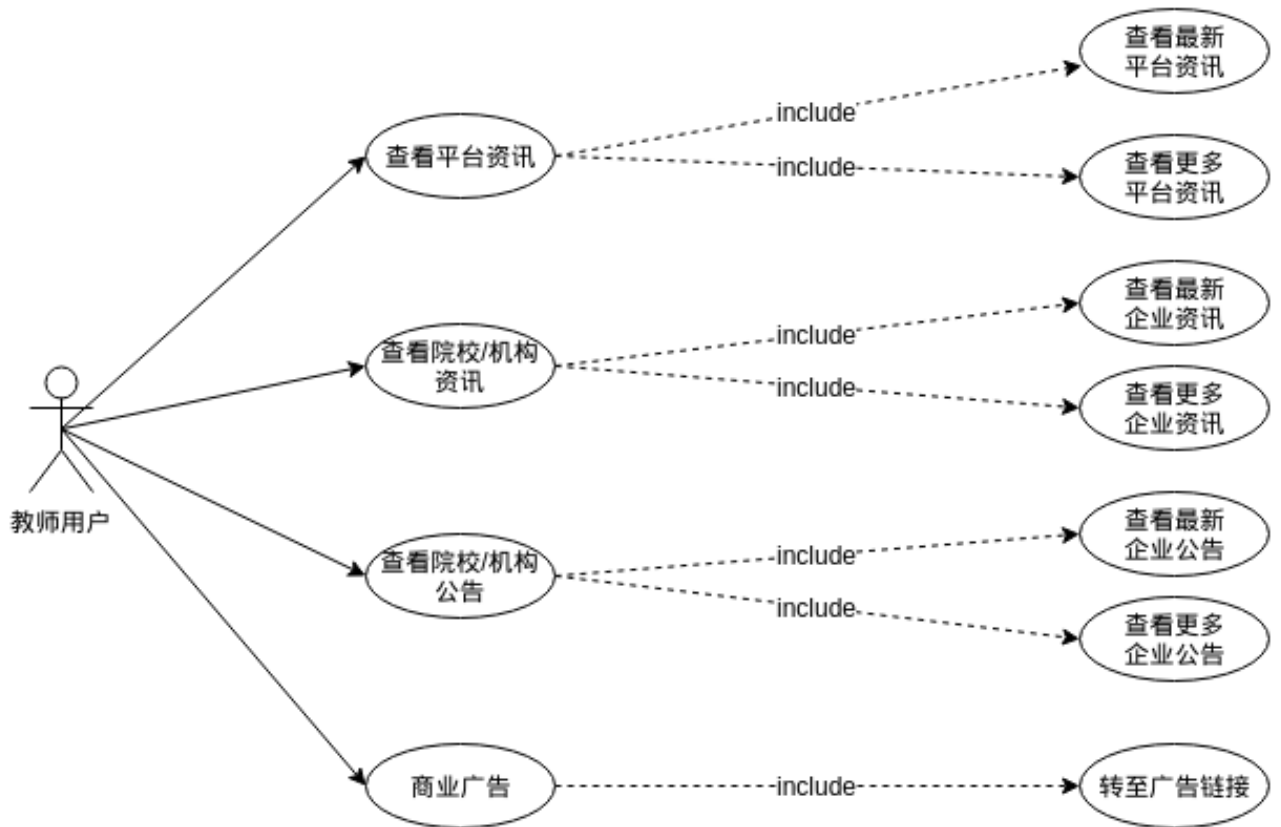 查看最新
平台资讯
include
查看平台资讯
include
查看更多
平台资讯
查看最新
企业资讯
include
查看院校/机构
资讯
include
查看更多
企业资讯
教师用户
查看最新
企业公告
include
查看院校/机构
公告
include
查看更多
企业公告
商业广告
include
转至广告链接